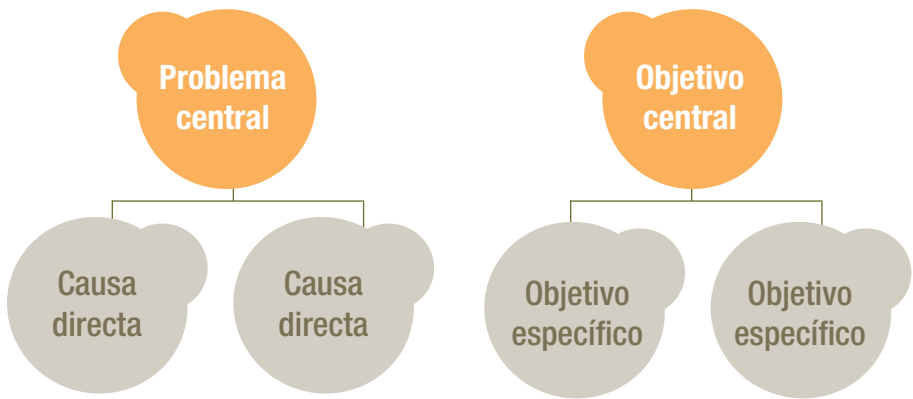 Problema
central
Objetivo
central
Causa
directa
Causa
directa
Objetivo
específico
Objetivo
específico